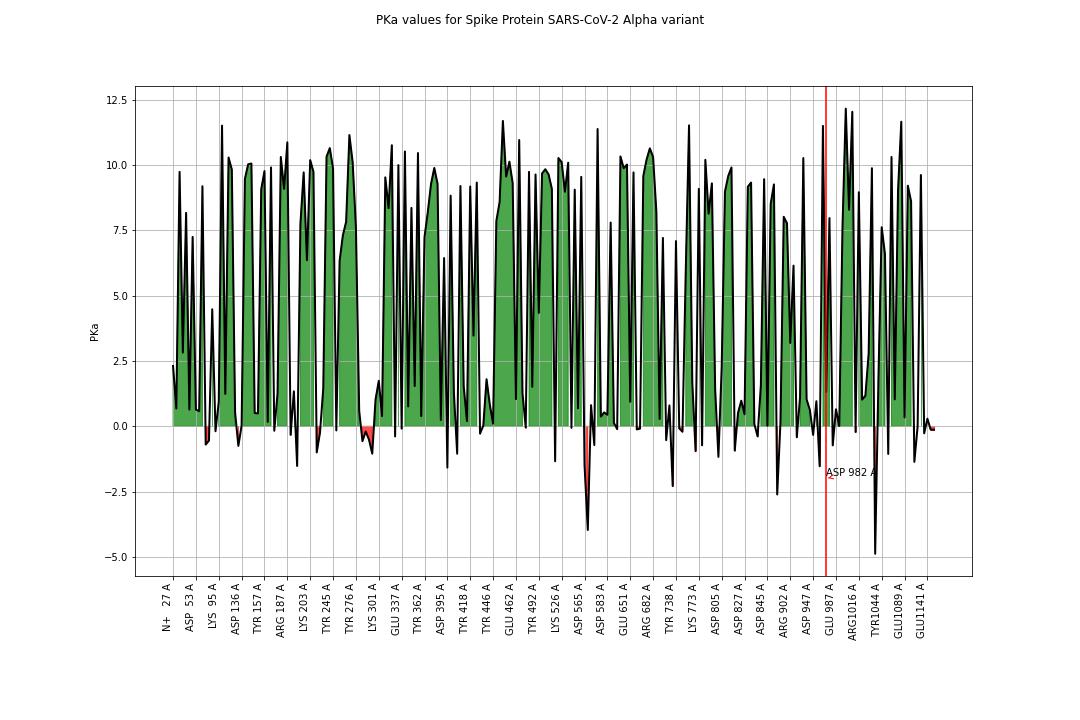 PKa values for Spike Protein SARS-CoV-2 Alpha variant
12.5
10.0
7.5
5.0
2.5
0.0
−2.5
−5.0
PKa
ASP 982 A
N+ 27 A
ASP 53 A
LYS 95 A
ASP 136 A
TYR 157 A
ARG 187 A
LYS 203 A
TYR 245 A
TYR 276 A
LYS 301 A
GLU 337 A
TYR 362 A
ASP 395 A
TYR 418 A
TYR 446 A
GLU 462 A
TYR 492 A
LYS 526 A
ASP 565 A
ASP 583 A
GLU 651 A
ARG 682 A
TYR 738 A
LYS 773 A
ASP 805 A
ASP 827 A
ASP 845 A
ARG 902 A
ASP 947 A
GLU 987 A
ARG1016 A
TYR1044 A
GLU1089 A
GLU1141 A